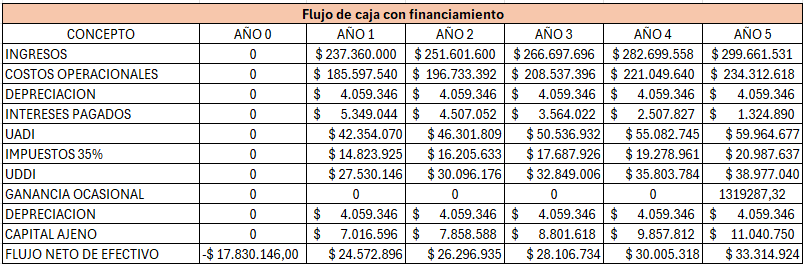 Flujo de caja con financiamiento
CONCEPTO AÑO 0 AÑO 1 AÑO 2 AÑO 3 AÑO 4 AÑO 5
INGRESOS 0 $ 237.360.000 $ 251.601.600 $ 266.697.696 $ 282.699.558 $ 299.661.531
COSTOS OPERACIONALES 0 $ 185.597.540 $ 196.733.392 $ 208.537.396 $ 221.049.640 $ 234.312.618
DEPRECIACION 0 $ 4.059.346 $ 4.059.346 $ 4.059.346 $ 4.059.346 $ 4.059.346
INTERESES PAGADOS 0 $ 5.349.044 $ 4.507.052 $ 3.564.022 $ 2.507.827 $ 1.324.890
UADI 0 $ 42.354.070 $ 46.301.809 $ 50.536.932 $ 55.082.745 $ 59.964.677
IMPUESTOS 35% 0 $ 14.823.925 $ 16.205.633 $ 17.687.926 $ 19.278.961 $ 20.987.637
UDDI 0 $ 27.530.146 $ 30.096.176 $ 32.849.006 $ 35.803.784 $ 38.977.040
GANANCIA OCASIONAL 0 0 0 0 0 1319287,32
DEPRECIACION 0 $ 4.059.346 $ 4.059.346 $ 4.059.346 $ 4.059.346 $ 4.059.346
CAPITAL AJENO 0 $ 7.016.596 $ 7.858.588 $ 8.801.618 $ 9.857.812 $ 11.040.750
FLUJO NETO DE EFECTIVO -$ 17.830.146,00 $ 24.572.896 $ 26.296.935 $ 28.106.734 $ 30.005.318 $ 33.314.924